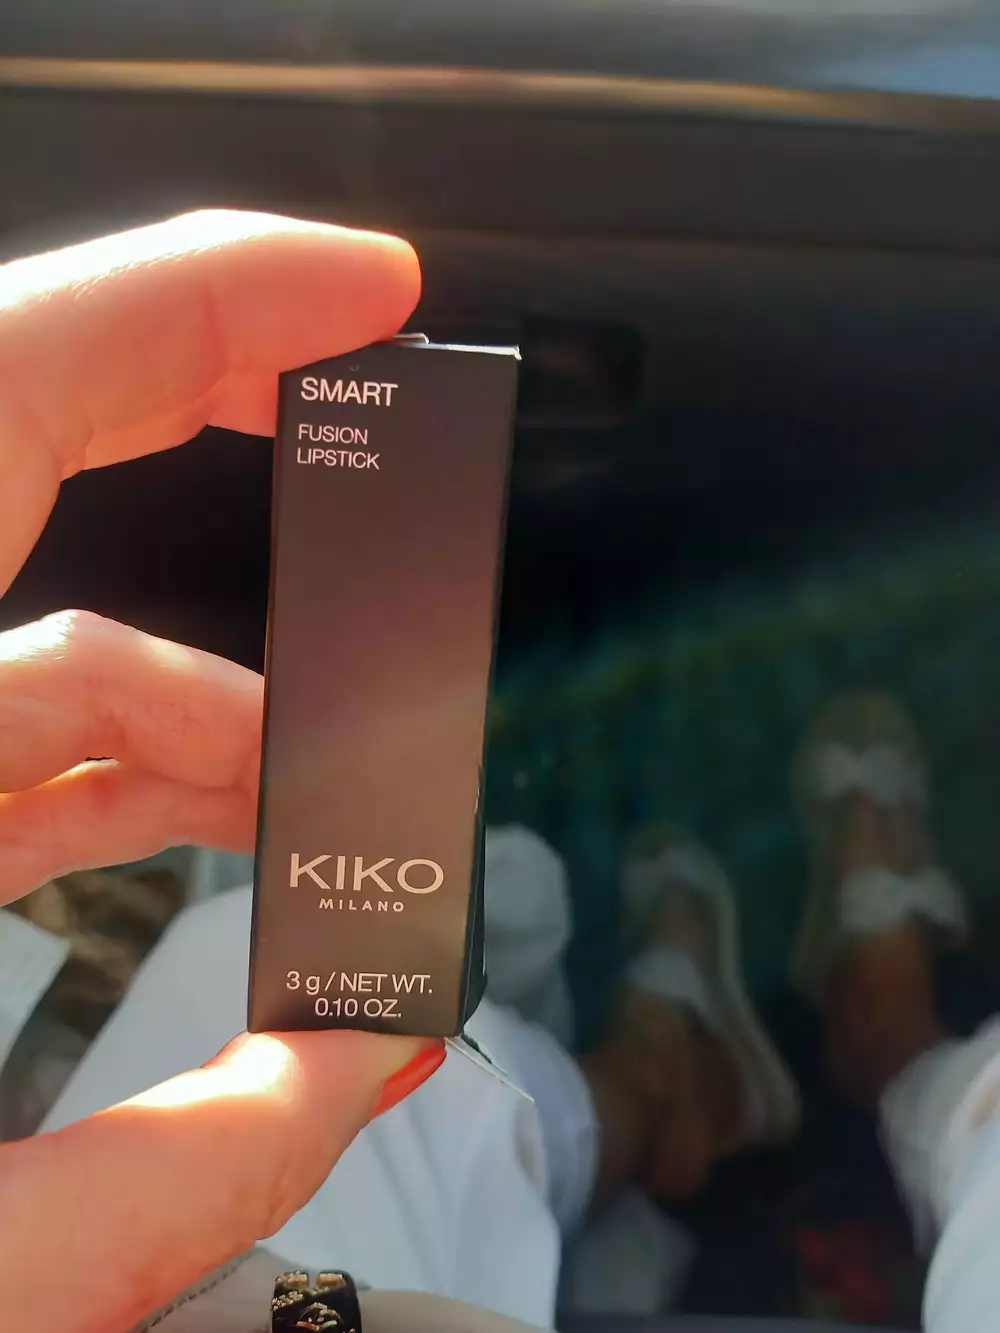 SMART
FUSION
LIPSTICK
KIKO
MILANO
3 g / NET WT.
0.10 OZ.